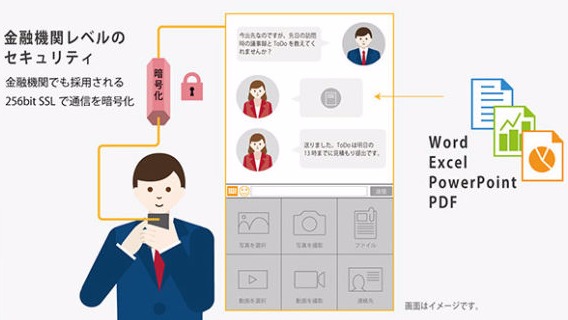 金融機関レベルの
セキュリティ
金融機関でも採用される
256bit SSL で通信を暗号化
暗号化
今出先なのですが、先日の訪問
時の議事録と ToDo を教えてく
れませんか？
送りました。ToDo は明日の
13 時までに見積もり提出です。
送信
写真を選択
写真を撮影
ファイル
動画を選択
動画を撮影
連絡先
Word
Excel
PowerPoint
PDF
画面はイメージです。